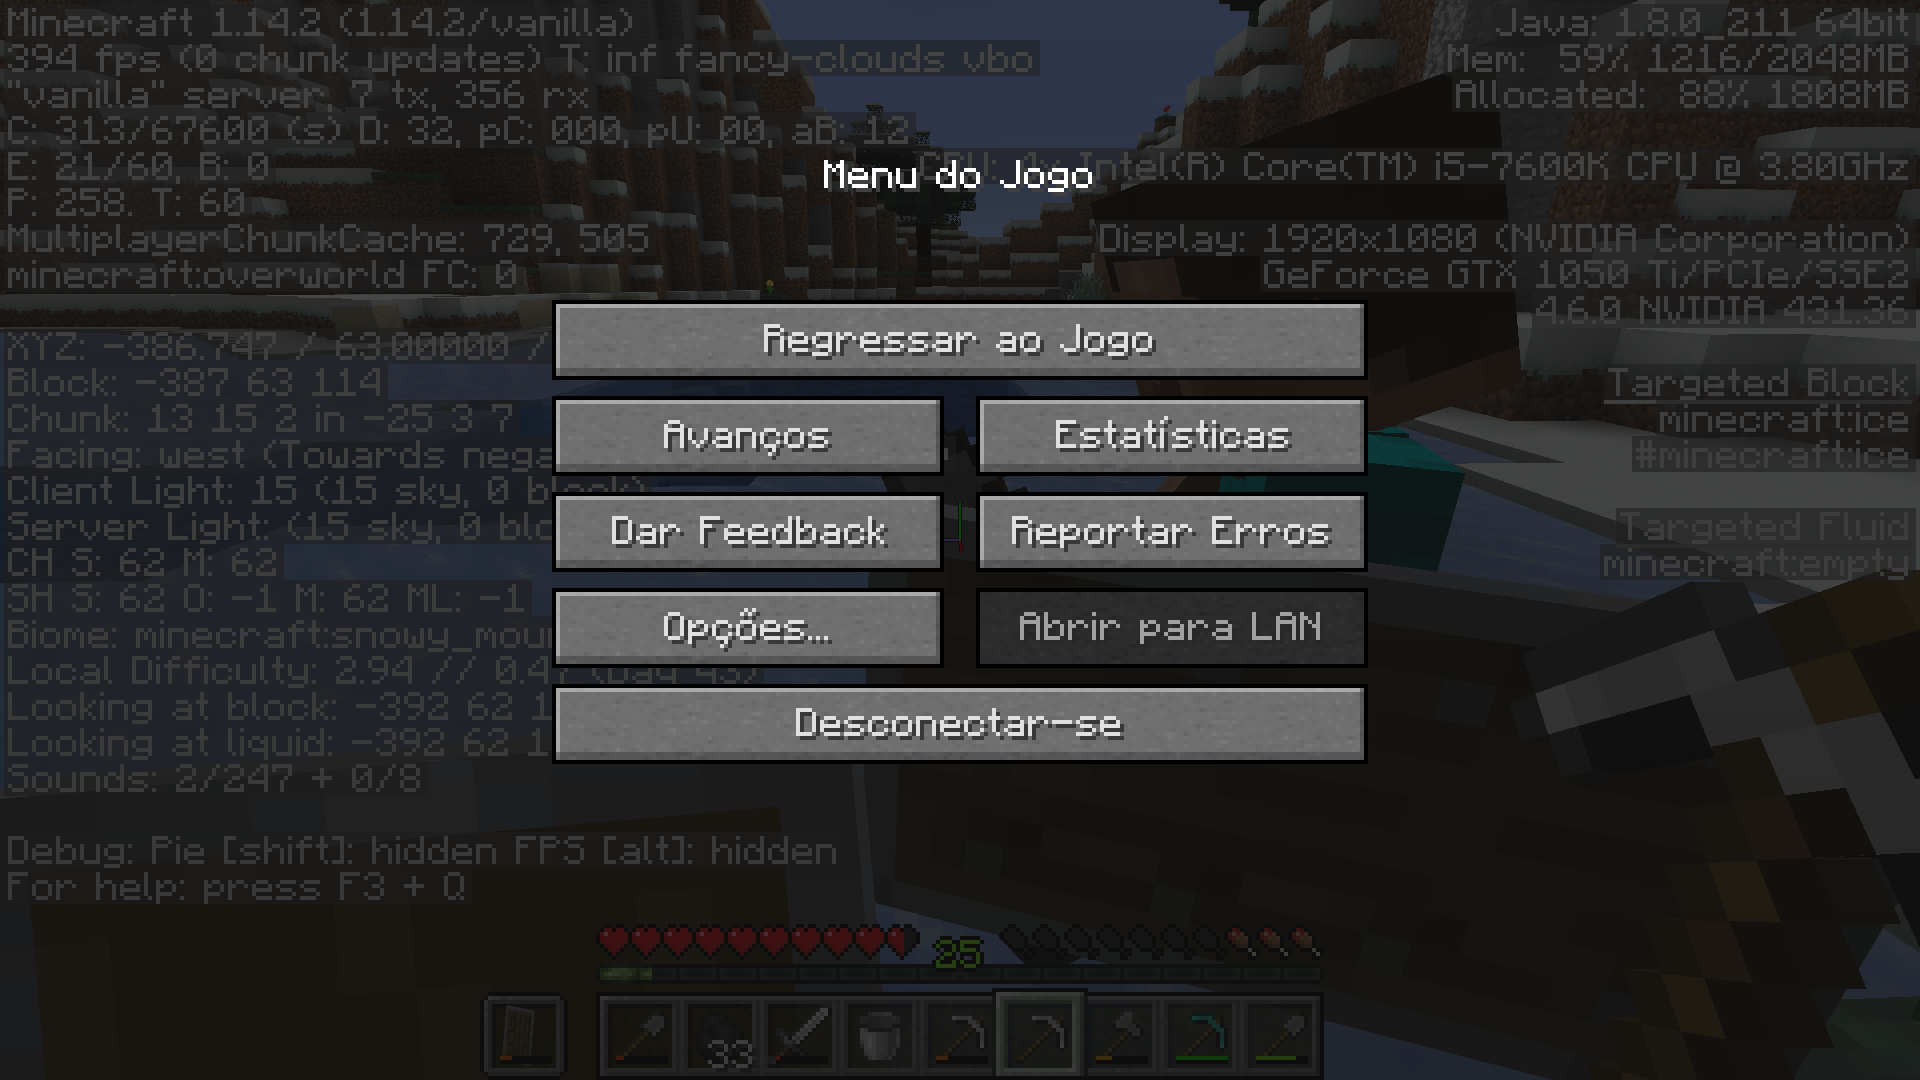 Minecraft 1.14.2 (1.14.2/vanilla)
394 fps (0 chunk updates) T: inf fancy-clouds vbo
"vanilla" server, 7 tx, 356 rx
C: 313/67600 (s) D: 32, pC: 000, pU: 00, aB: 12
E: 21/60, B: 0
P: 258. T: 60
MultiplayerChunkCache: 729, 505
minecraft:overworld FC: 0
XYZ: -386.747 / 63.00000 /
Block: -387 63 114
Chunk: 13 15 2 in -25 3 7
Facing: west (Towards nega
Client Light: 15 (15 sky, 0 block)
Server Light: (15 sky, 0 blo
CH S: 62 M: 62
SH S: 62 O: -1 M: 62 ML: -1
Biome: minecraft:snowy_mou
Local Difficulty: 2.94 // 0.47 (Day 43)
Looking at block: -392 62 1
Looking at liquid: -392 62 1
Sounds: 2/247 + 0/8
Debug: Pie [shift]: hidden FPS [alt]: hidden
For help: press F3 + Q
Java: 1.8.0_211 64bit
Mem: 59% 1216/2048MB
Allocated: 88% 1808MB
Intel(R) Core(TM) i5-7600K CPU @ 3.80GHz
Display: 1920x1080 (NVIDIA Corporation)
GeForce GTX 1050 Ti/PCIe/SSE2
4.6.0 NVIDIA 431.36
Targeted Block
minecraft:ice
#minecraft:ice
Targeted Fluid
minecraft:empty
Menu do Jogo
Regressar ao Jogo
Avanços
Estatísticas
Dar Feedback
Reportar Erros
Opções...
Abrir para LAN
Desconectar-se
25
33